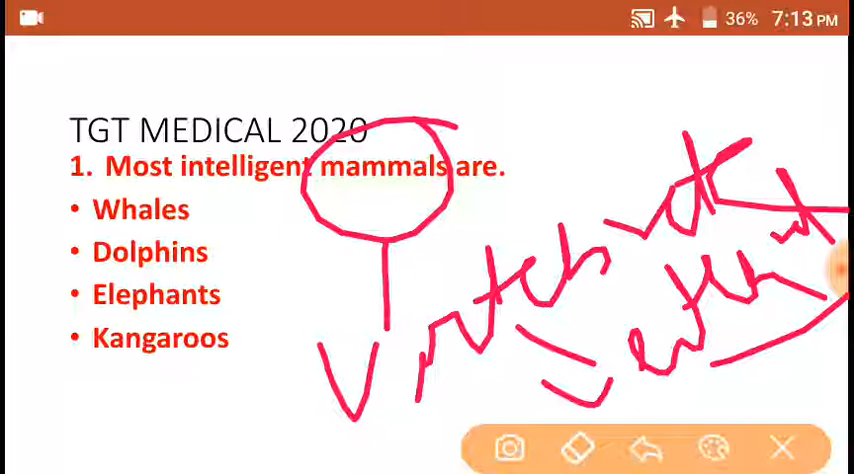 36% 7:13 PM
TGT MEDICAL 2020
1. Most intelligent mammals are.
• Whales
• Dolphins
• Elephants
• Kangaroos